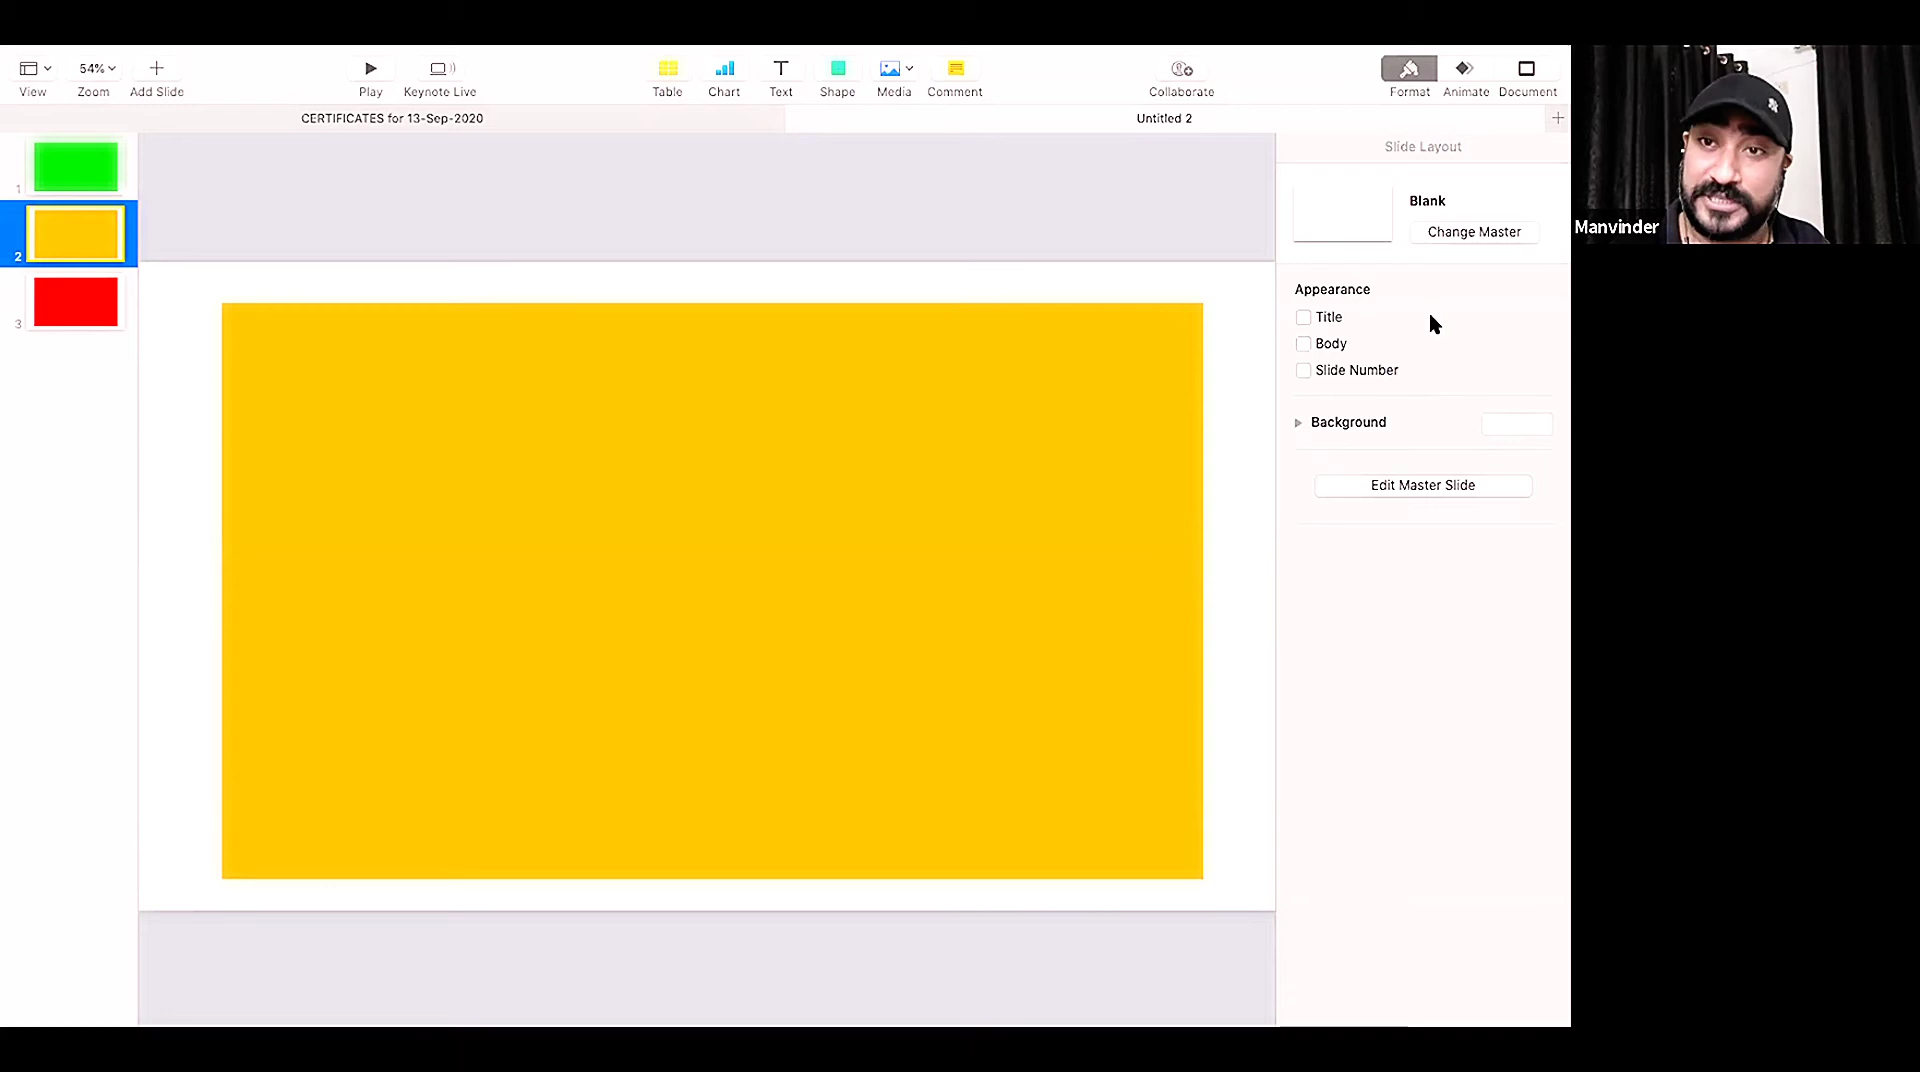 54%
View Zoom Add Slide Play Keynote Live Table Chart Text Shape Media Comment Collaborate Format Animate Document
CERTIFICATES for 13-Sep-2020 Untitled 2
Slide Layout
1
Blank
Change Master
2
Appearance
Title
3
Body
Slide Number
Background
Edit Master Slide
Manvinder